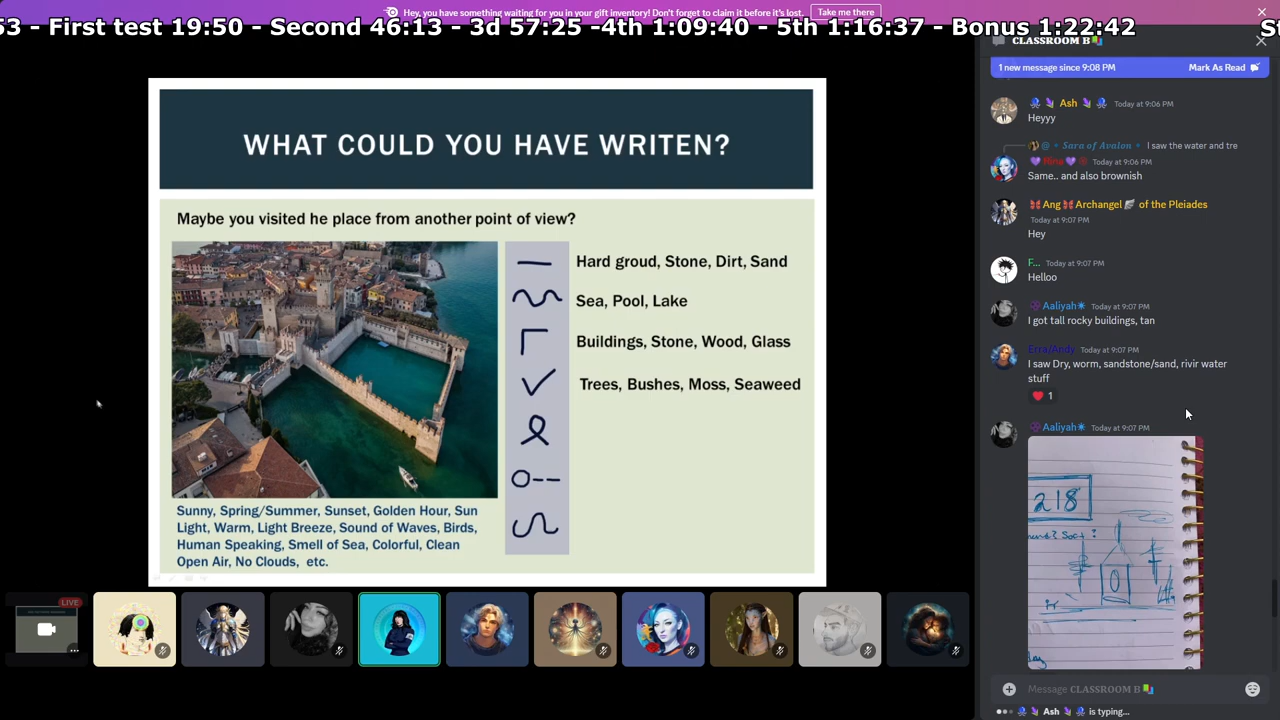 Hey, you have something waiting for you in your gift inventory! Don't forget to claim it before it's lost.
Take me there
53 - First test 19:50 - Second 46:13 - 3d 57:25 -4th 1:09:40 - 5th 1:16:37 - Bonus 1:22:42
CLASSROOM B
1 new message since 9:08 PM
Mark As Read
WHAT COULD YOU HAVE WRITEN?
Maybe you visited he place from another point of view?
Hard groud, Stone, Dirt, Sand
Sea, Pool, Lake
Buildings, Stone, Wood, Glass
Trees, Bushes, Moss, Seaweed
Sunny, Spring/Summer, Sunset, Golden Hour, Sun
Light, Warm, Light Breeze, Sound of Waves, Birds,
Human Speaking, Smell of Sea, Colorful, Clean
Open Air, No Clouds, etc.
LIVE
Ash Today at 9:06 PM
Heyyy
@ Sara of Avalon I saw the water and tre
Rina Today at 9:06 PM
Same.. and also brownish
Ang Archangel of the Pleiades
Today at 9:07 PM
Hey
F... Today at 9:07 PM
Helloo
Aaliyah Today at 9:07 PM
I got tall rocky buildings, tan
Erra/Andy Today at 9:07 PM
I saw Dry, worm, sandstone/sand, rivir water
stuff
1
Aaliyah Today at 9:07 PM
218
Message CLASSROOM B
Ash is typing...